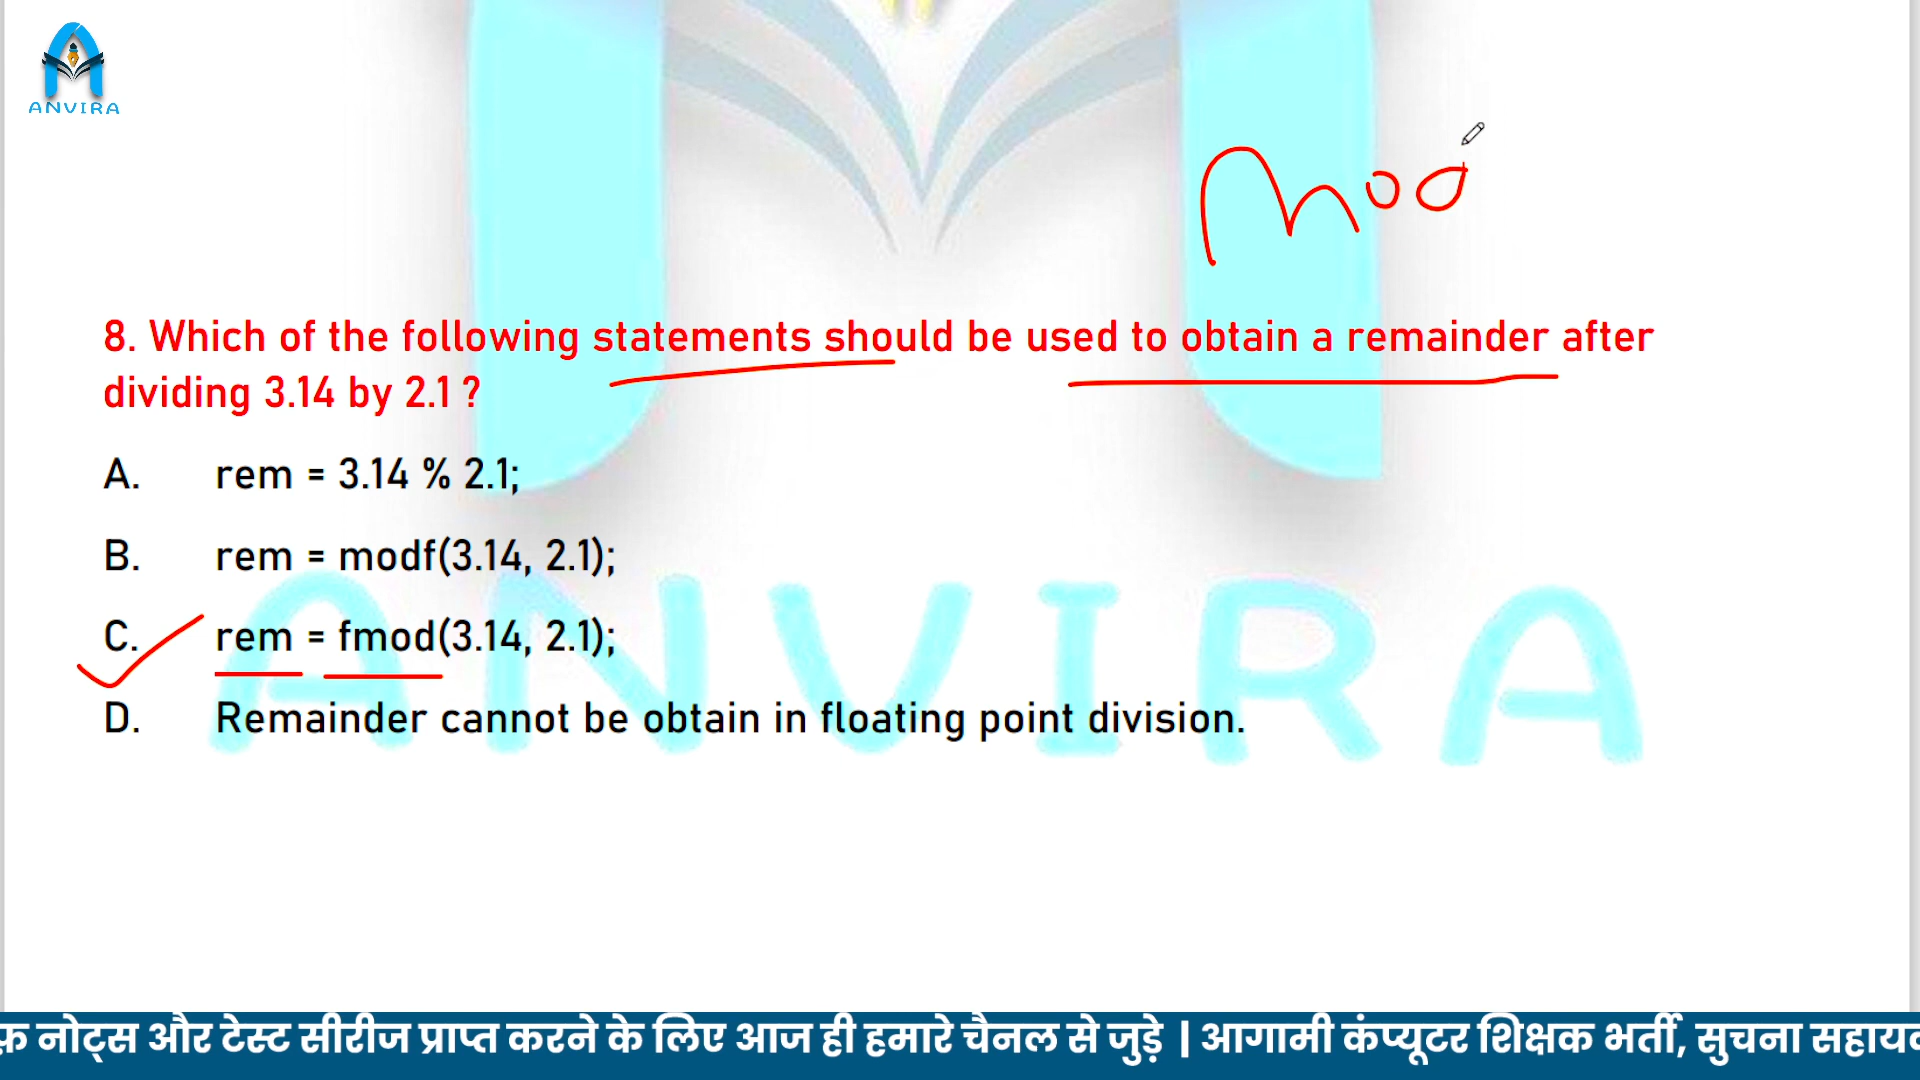 ANVIRA
Mod
8. Which of the following statements should be used to obtain a remainder after
dividing 3.14 by 2.1 ?
A. rem = 3.14 % 2.1;
B. rem = modf(3.14, 2.1);
C. rem = fmod(3.14, 2.1);
D. Remainder cannot be obtain in floating point division.
ANVIRA
नोट्स और टेस्ट सीरीज प्राप्त करने के लिए आज ही हमारे चैनल से जुड़े | आगामी कंप्यूटर शिक्षक भर्ती, सुचना